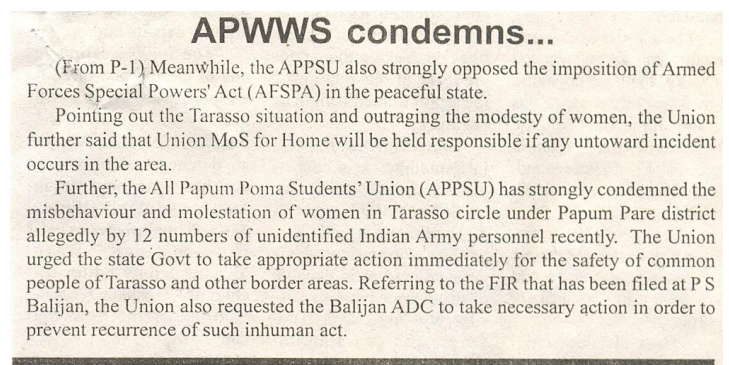 APWWS condemns...
(From P-1) Meanwhile, the APPSU also strongly opposed the imposition of Armed
Forces Special Powers' Act (AFSPA) in the peaceful state.
Pointing out the Tarasso situation and outraging the modesty of women, the Union
further said that Union MoS for Home will be held responsible if any untoward incident
occurs in the area.
Further, the All Papum Poma Students' Union (APPSU) has strongly condemned the
misbehaviour and molestation of women in Tarasso circle under Papum Pare district
allegedly by 12 numbers of unidentified Indian Army personnel recently. The Union
urged the state Govt to take appropriate action immediately for the safety of common
people of Tarasso and other border areas. Referring to the FIR that has been filed at P S
Balijan, the Union also requested the Balijan ADC to take necessary action in order to
prevent recurrence of such inhuman act.